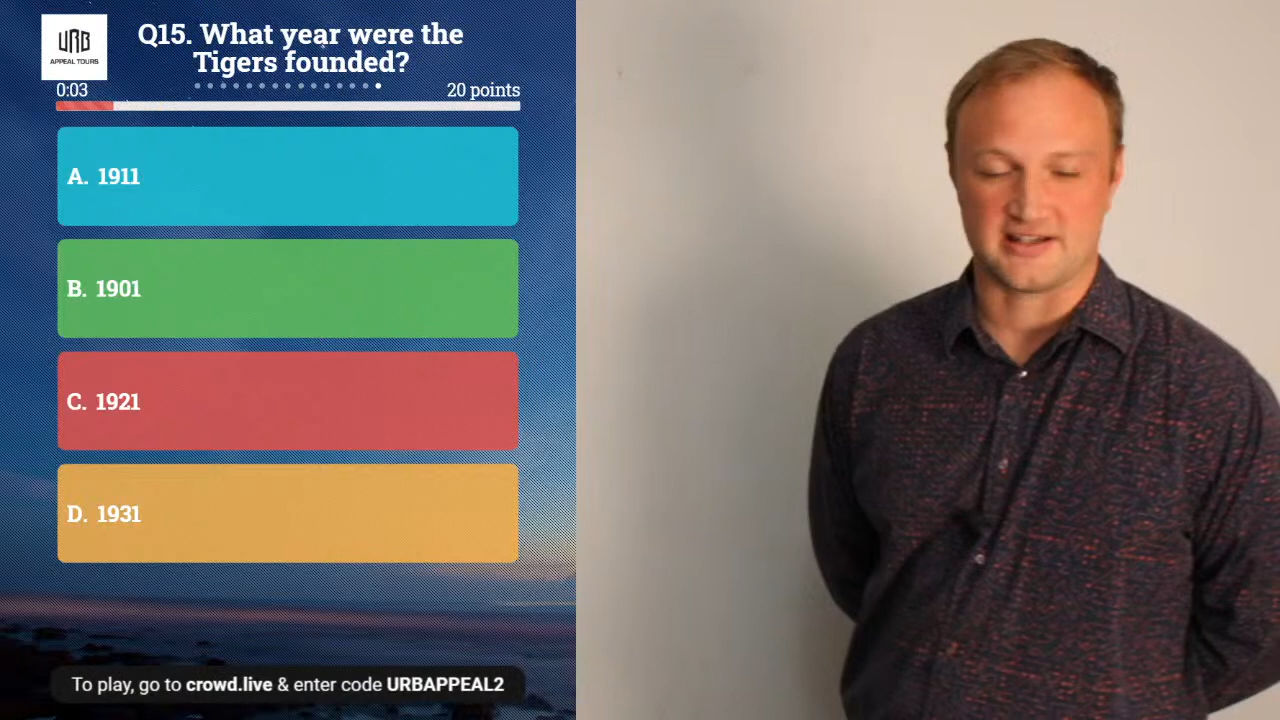 URB
APPEAL TOURS
Q15. What year were the
Tigers founded?
0:03
20 points
A. 1911
B. 1901
C. 1921
D. 1931
To play, go to crowd.live & enter code URBAPPEAL2